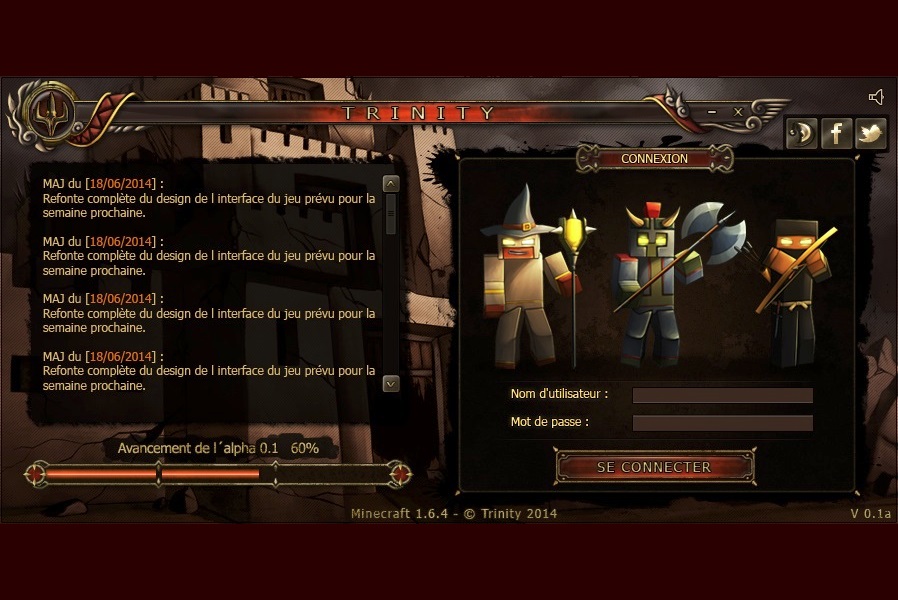 TRINITY
CONNEXION
MAJ du [18/06/2014] :
Refonte complète du design de l interface du jeu prévu pour la
semaine prochaine.
MAJ du [18/06/2014] :
Refonte complète du design de l interface du jeu prévu pour la
semaine prochaine.
MAJ du [18/06/2014] :
Refonte complète du design de l interface du jeu prévu pour la
semaine prochaine.
MAJ du [18/06/2014] :
Refonte complète du design de l interface du jeu prévu pour la
semaine prochaine.
Avancement de l´alpha 0.1 60%
Nom d'utilisateur :
Mot de passe :
SE CONNECTER
Minecraft 1.6.4 - © Trinity 2014
V 0.1a